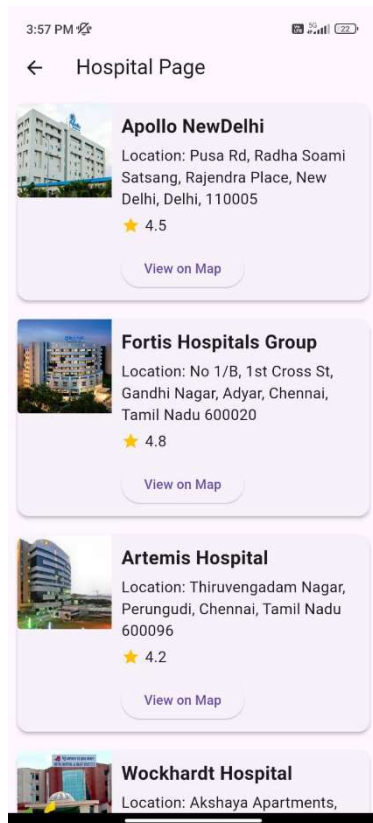 3:57 PM
5G
22
Hospital Page
Apollo NewDelhi
Location: Pusa Rd, Radha Soami
Satsang, Rajendra Place, New
Delhi, Delhi, 110005
4.5
View on Map
Fortis Hospitals Group
Location: No 1/B, 1st Cross St,
Gandhi Nagar, Adyar, Chennai,
Tamil Nadu 600020
4.8
View on Map
Artemis Hospital
Location: Thiruvengadam Nagar,
Perungudi, Chennai, Tamil Nadu
600096
4.2
View on Map
Wockhardt Hospital
Location: Akshaya Apartments,